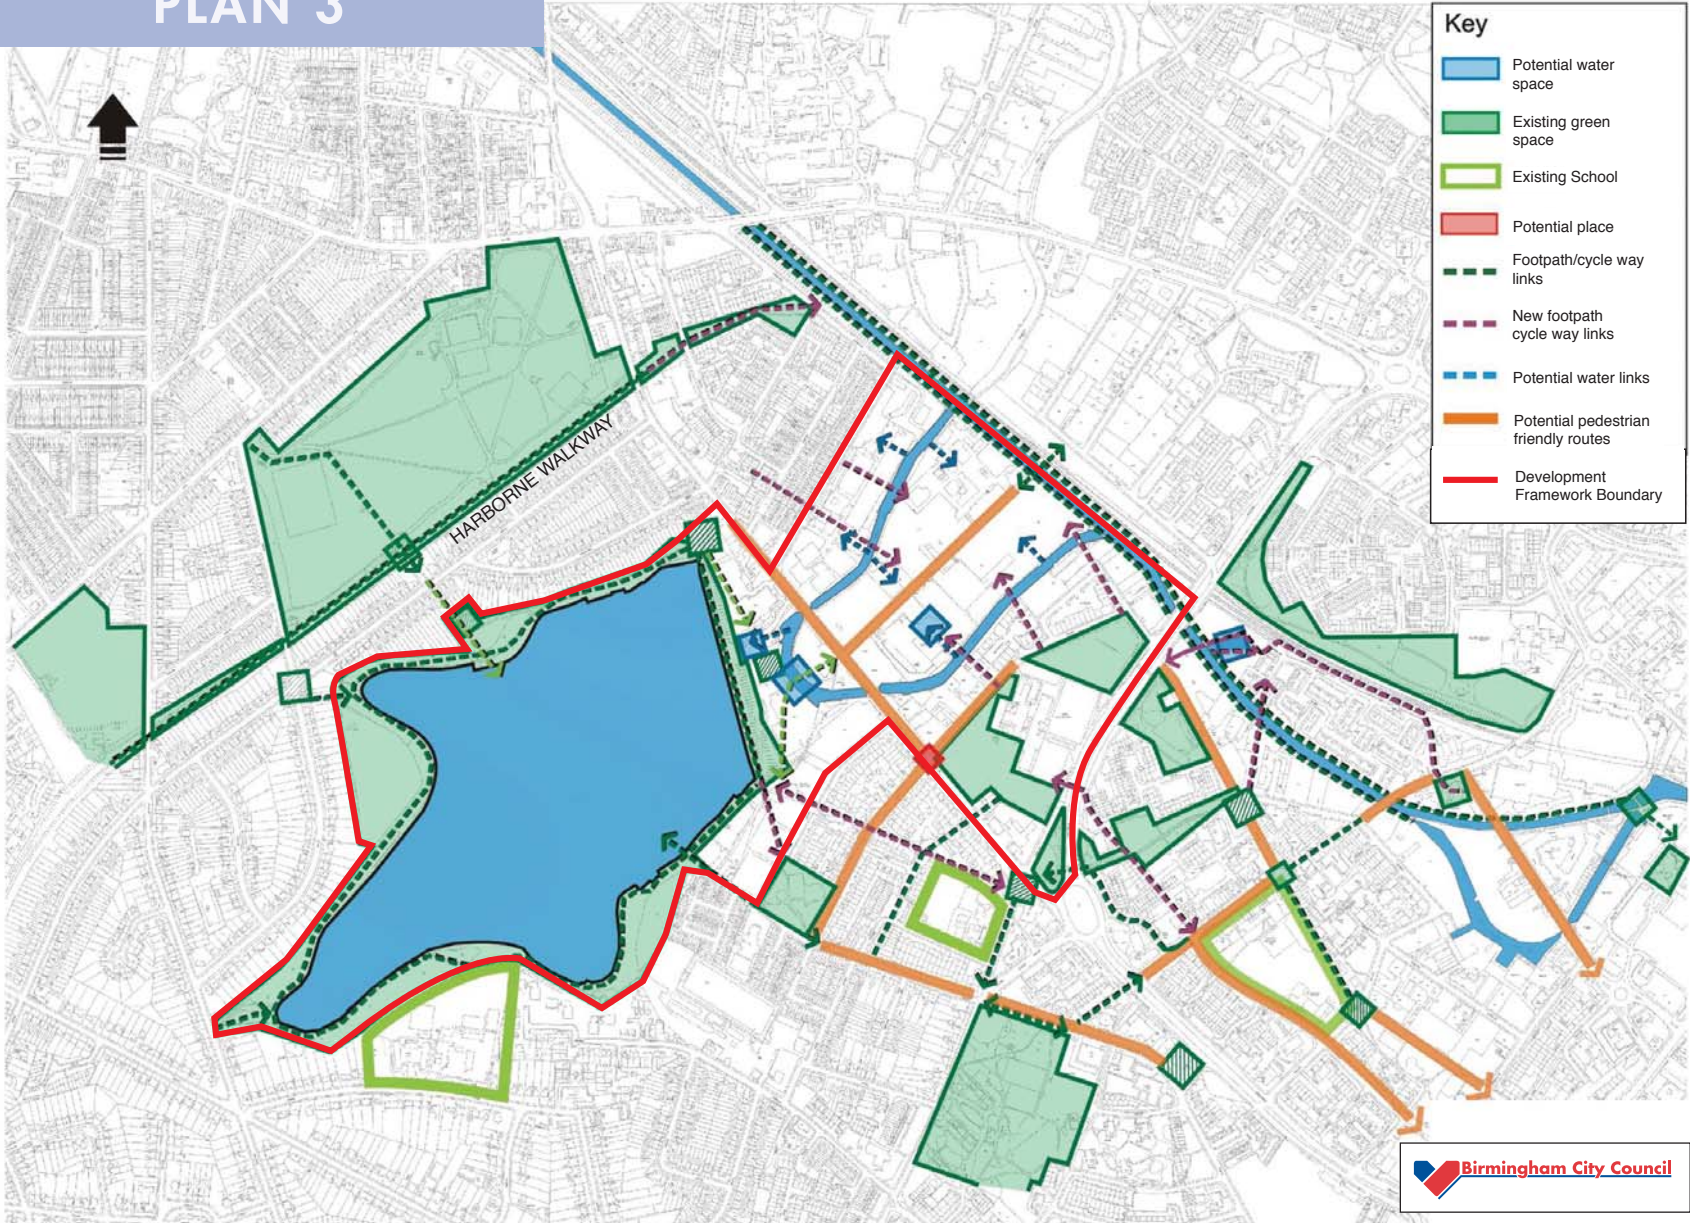 PLAN 3
Key
Potential water
space
Existing green
space
Existing School
Potential place
Footpath/cycle way
links
New footpath
cycle way links
Potential water links
Potential pedestrian
friendly routes
Development
Framework Boundary
HARBORNE WALKWAY
Birmingham City Council